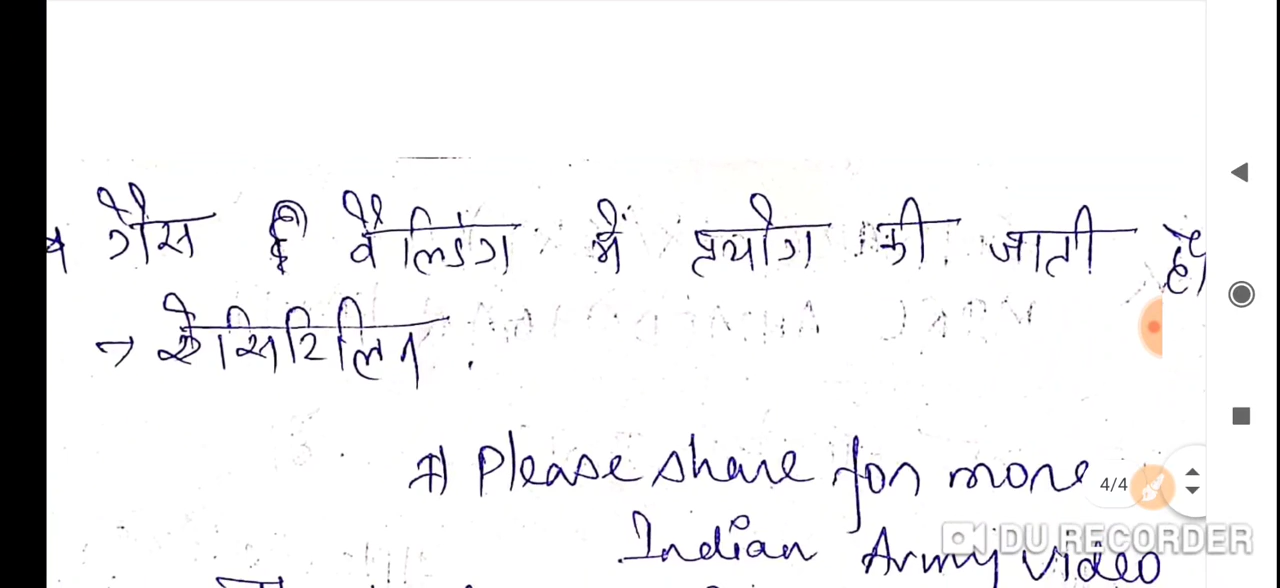 गैस वैल्डिंग में प्रयोग की जाती है।
→ ऐसिटिलिन.
# Please share for more
4/4
Indian Army video
DU RECORDER